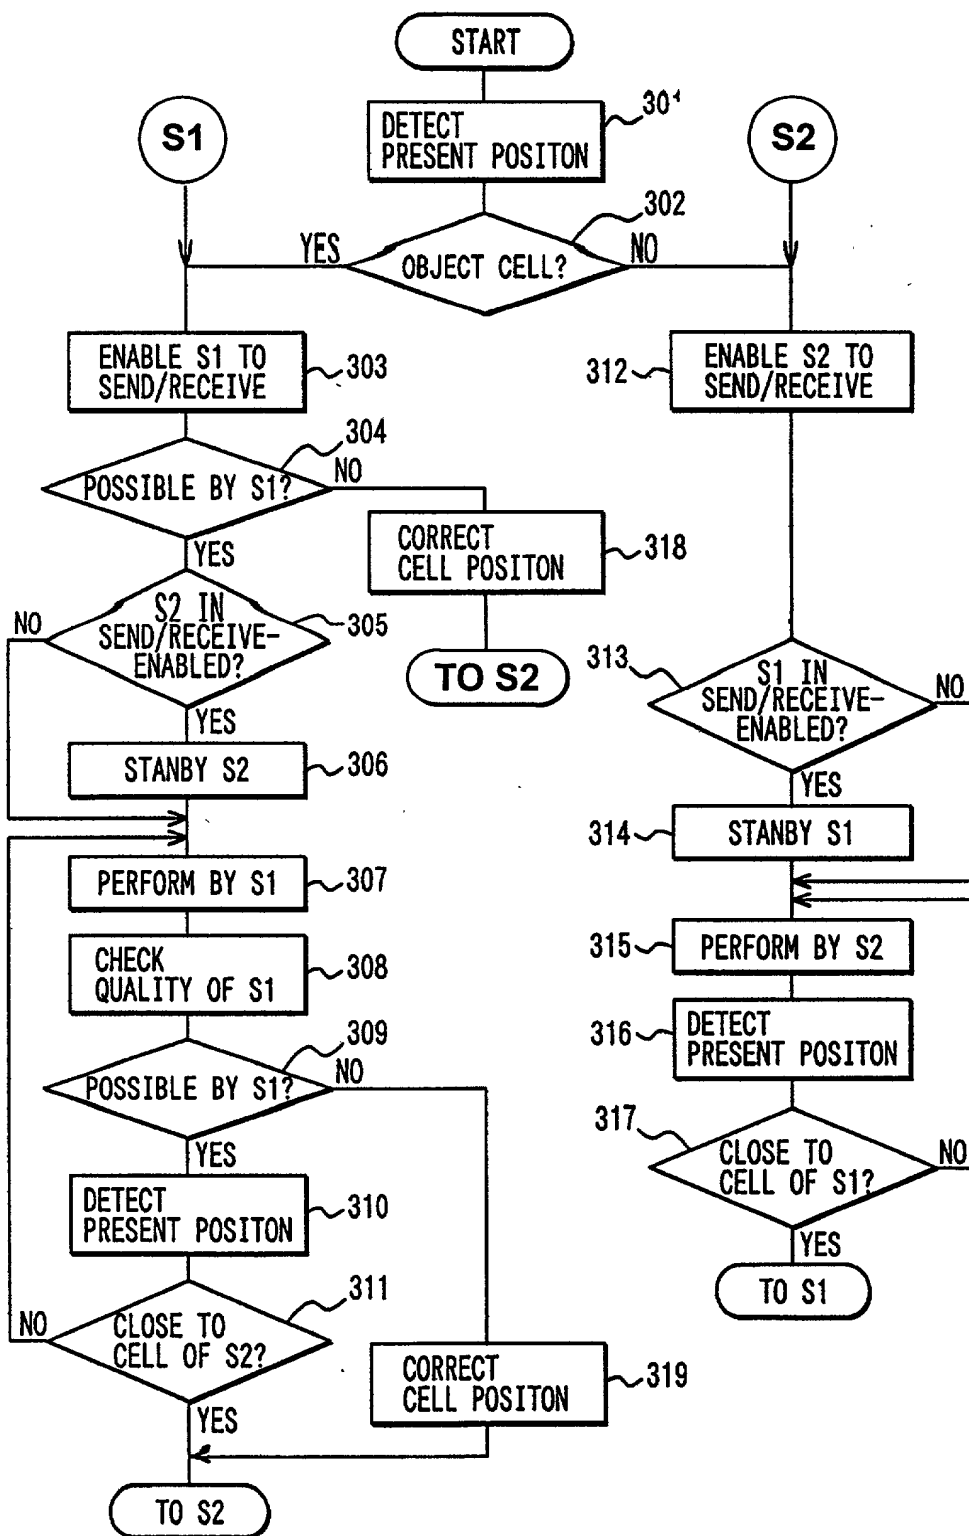 START
S1
DETECT
PRESENT POSITON
301
S2
302
YES
OBJECT CELL?
NO
ENABLE S1 TO
SEND/RECEIVE
303
312
ENABLE S2 TO
SEND/RECEIVE
304
POSSIBLE BY S1?
NO
YES
CORRECT
CELL POSITON
318
TO S2
NO
S2 IN
SEND/RECEIVE-
ENABLED?
305
YES
STANBY S2
306
313
S1 IN
SEND/RECEIVE-
ENABLED?
NO
YES
314
STANBY S1
PERFORM BY S1
307
CHECK
QUALITY OF S1
308
315
PERFORM BY S2
316
DETECT
PRESENT POSITON
309
POSSIBLE BY S1?
NO
YES
317
CLOSE TO
CELL OF S1?
NO
YES
TO S1
DETECT
PRESENT POSITON
310
311
NO
CLOSE TO
CELL OF S2?
YES
CORRECT
CELL POSITON
319
TO S2